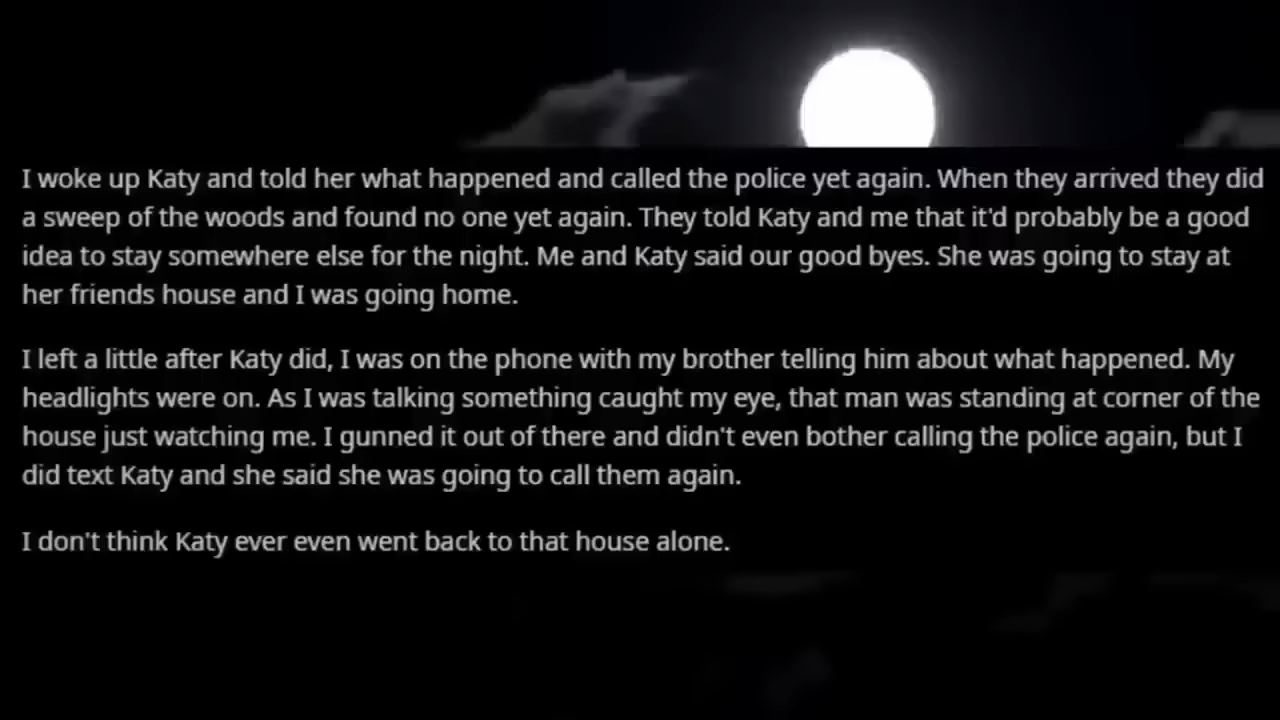 I woke up Katy and told her what happened and called the police yet again. When they arrived they did
a sweep of the woods and found no one yet again. They told Katy and me that it'd probably be a good
idea to stay somewhere else for the night. Me and Katy said our good byes. She was going to stay at
her friends house and I was going home.
I left a little after Katy did, I was on the phone with my brother telling him about what happened. My
headlights were on. As I was talking something caught my eye, that man was standing at corner of the
house just watching me. I gunned it out of there and didn't even bother calling the police again, but I
did text Katy and she said she was going to call them again.
I don't think Katy ever even went back to that house alone.